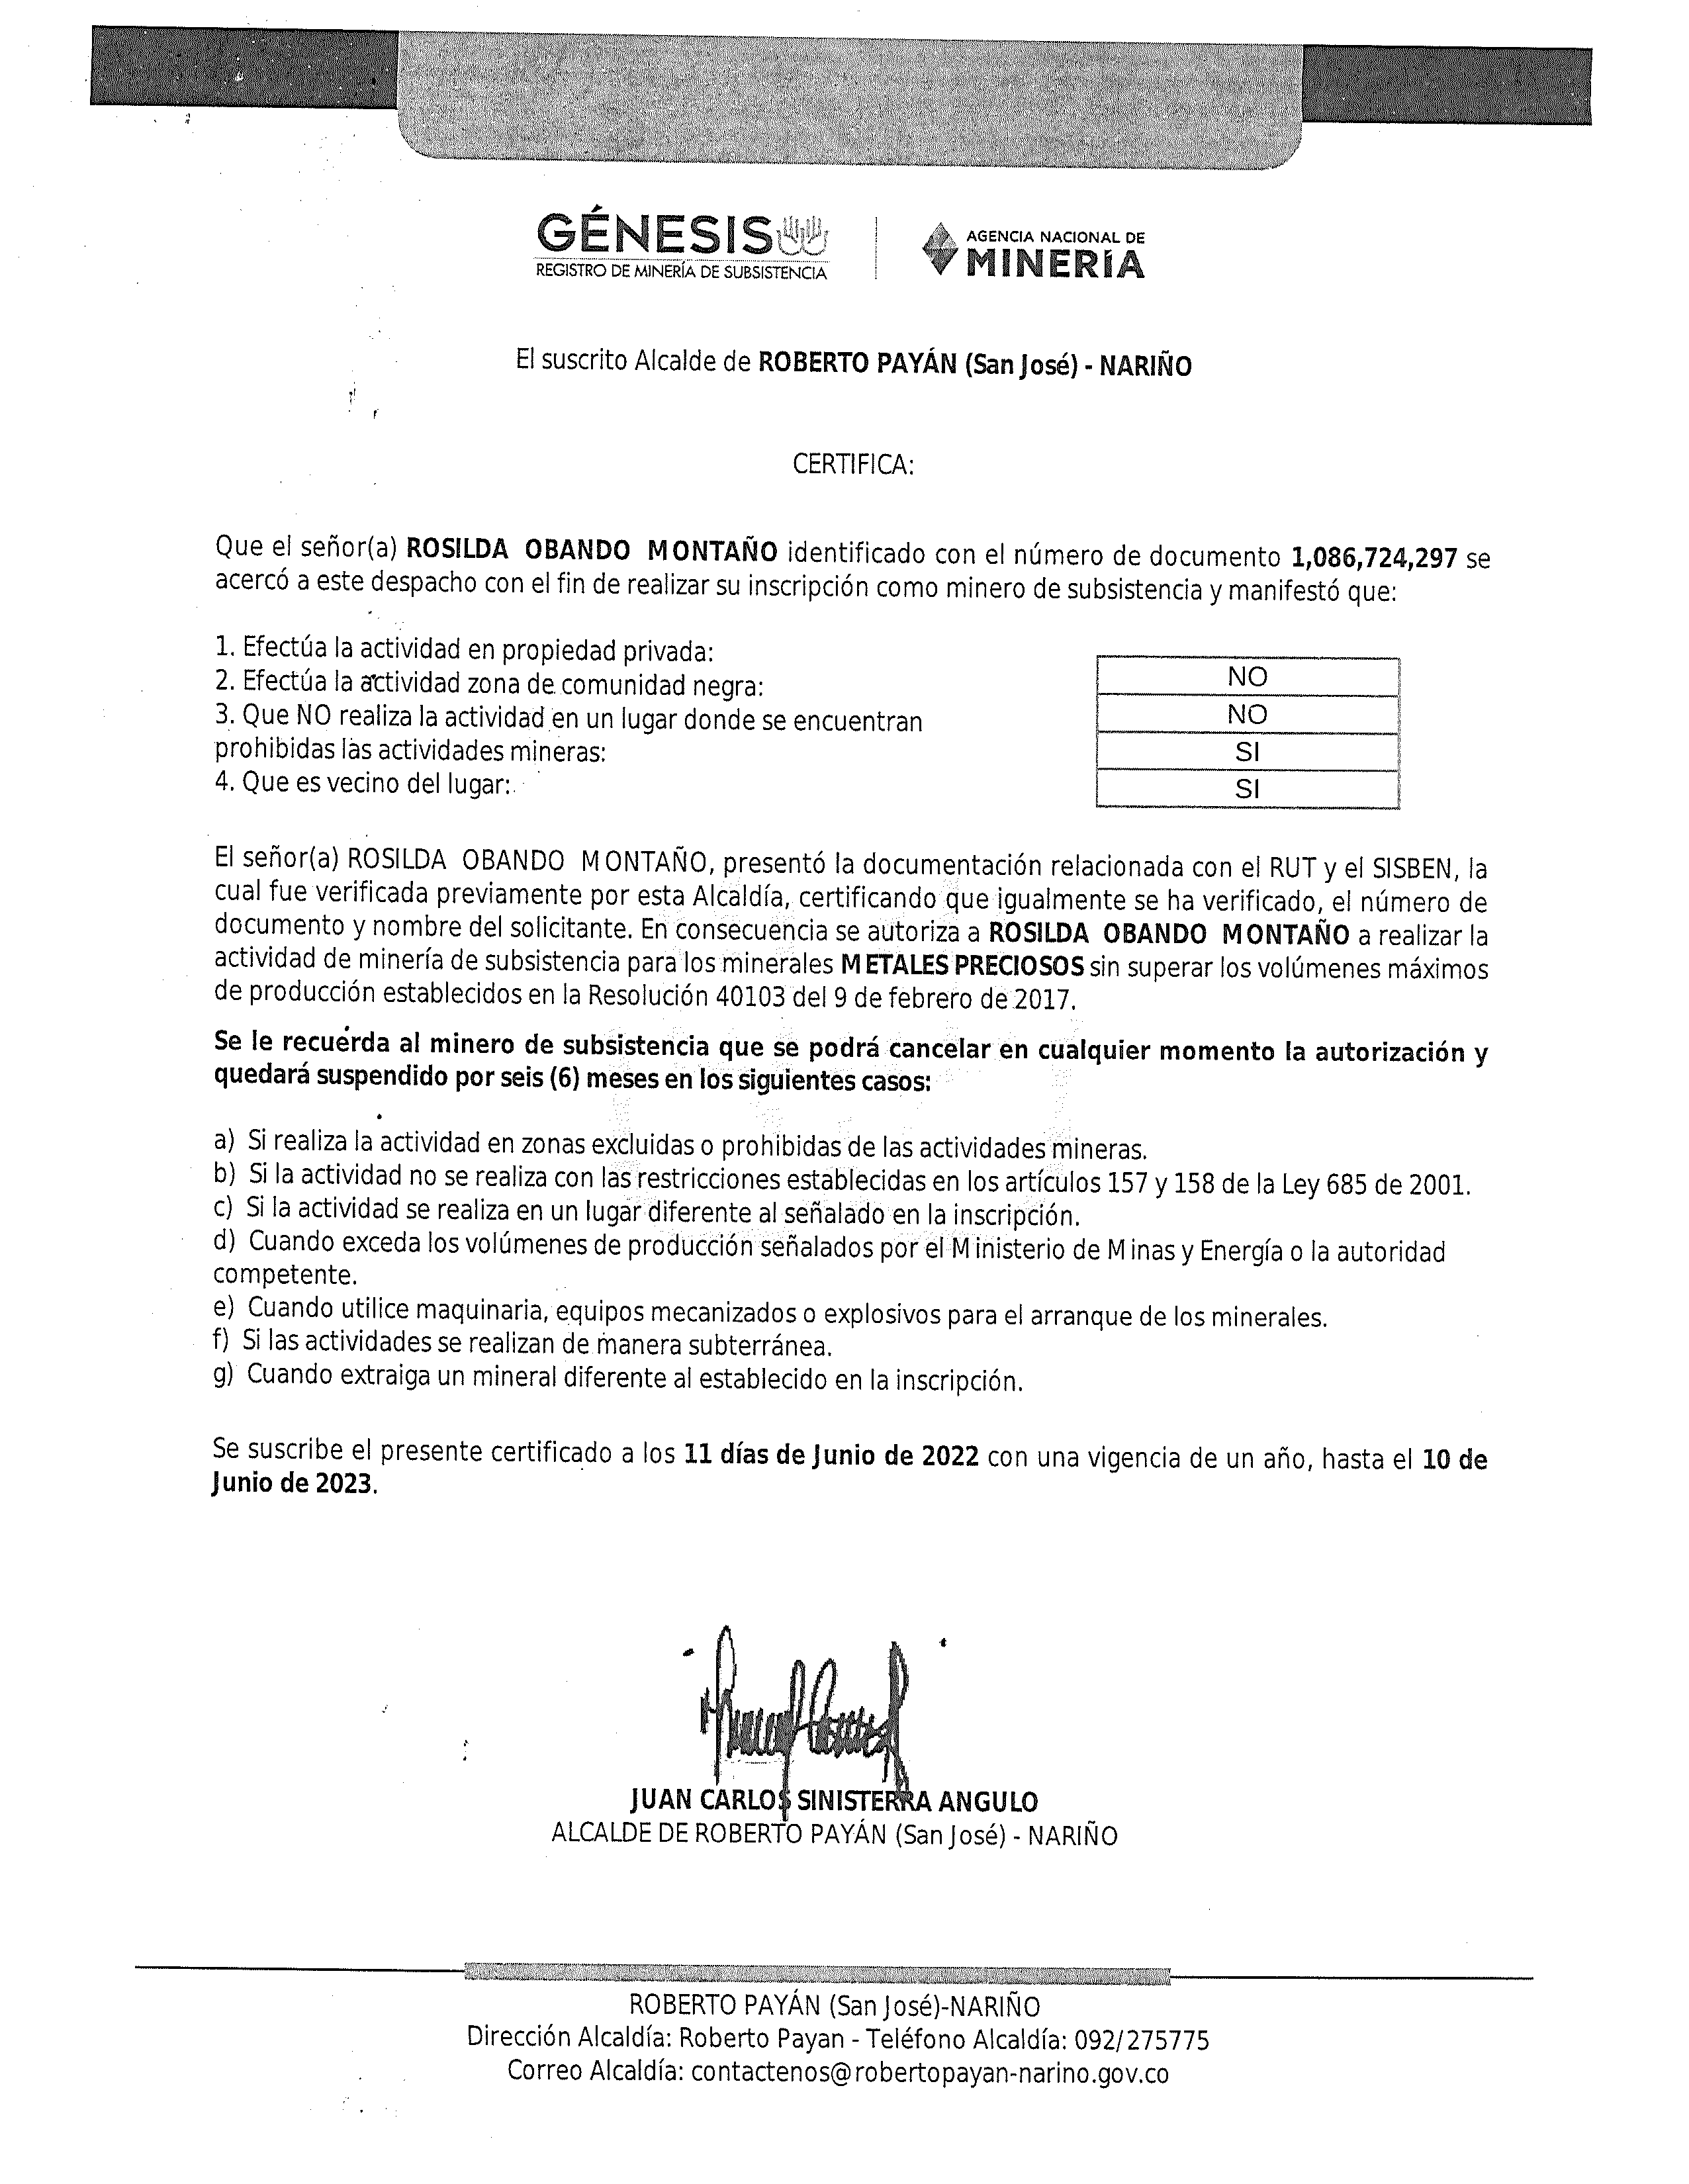 GÉNESIS
REGISTRO DE MINERÍA DE SUBSISTENCIA
AGENCIA NACIONAL DE
MINERÍA
El suscrito Alcalde de ROBERTO PAYÁN (San José) - NARIÑO
CERTIFICA:
Que el señor(a) ROSILDA OBANDO MONTAÑO identificado con el número de documento 1,086,724,297 se
acercó a este despacho con el fin de realizar su inscripción como minero de subsistencia y manifestó que:
1. Efectúa la actividad en propiedad privada:
NO
2. Efectúa la actividad zona de comunidad negra:
NO
3. Que NO realiza la actividad en un lugar donde se encuentran
prohibidas las actividades mineras:
SI
4. Que es vecino del lugar:
SI
El señor(a) ROSILDA OBANDO MONTAÑO, presentó la documentación relacionada con el RUT y el SISBEN, la
cual fue verificada previamente por esta Alcaldía, certificando que igualmente se ha verificado, el número de
documento y nombre del solicitante. En consecuencia se autoriza a ROSILDA OBANDO MONTAÑO a realizar la
actividad de minería de subsistencia para los minerales METALES PRECIOSOS sin superar los volúmenes máximos
de producción establecidos en la Resolución 40103 del 9 de febrero de 2017.
Se le recuerda al minero de subsistencia que se podrá cancelar en cualquier momento la autorización y
quedará suspendido por seis (6) meses en los siguientes casos:
a) Si realiza la actividad en zonas excluidas o prohibidas de las actividades mineras.
b) Si la actividad no se realiza con las restricciones establecidas en los artículos 157 y 158 de la Ley 685 de 2001.
c) Si la actividad se realiza en un lugar diferente al señalado en la inscripción.
d) Cuando exceda los volúmenes de producción señalados por el Ministerio de Minas y Energía o la autoridad
competente.
e) Cuando utilice maquinaria, equipos mecanizados o explosivos para el arranque de los minerales.
f) Si las actividades se realizan de manera subterránea.
g) Cuando extraiga un mineral diferente al establecido en la inscripción.
Se suscribe el presente certificado a los 11 días de Junio de 2022 con una vigencia de un año, hasta el 10 de
Junio de 2023.
JUAN CARLOS SINISTERRA ANGULO
ALCALDE DE ROBERTO PAYÁN (San José) - NARIÑO
ROBERTO PAYÁN (San José)-NARIÑO
Dirección Alcaldía: Roberto Payan - Teléfono Alcaldía: 092/275775
Correo Alcaldía: contactenos@robertopayan-narino.gov.co